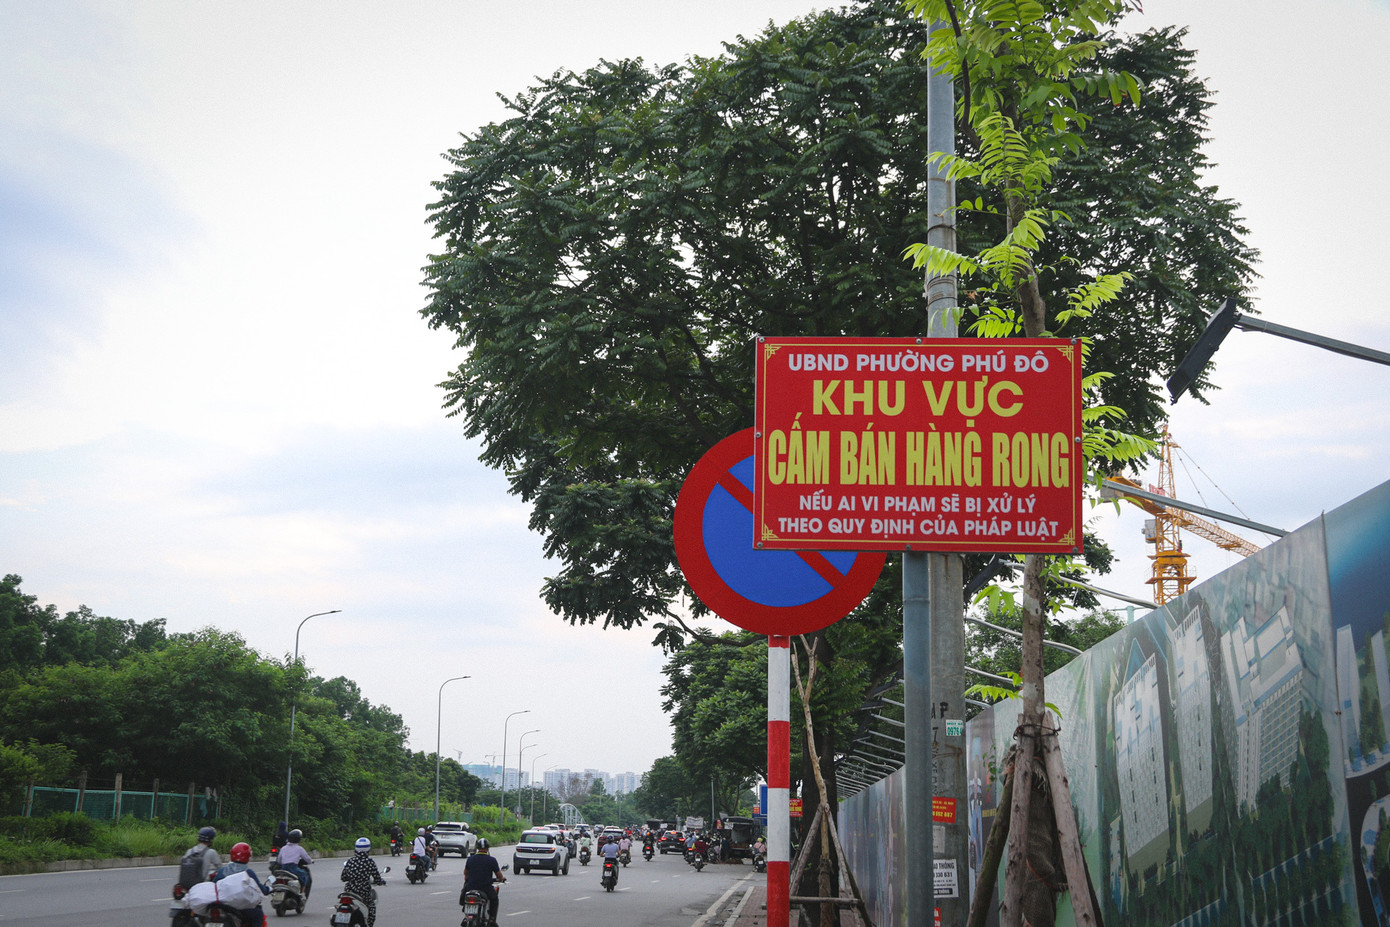 UBND PHƯỜNG PHÚ ĐÔ
KHU VỰC
CẤM BÁN HÀNG RONG
NẾU AI VI PHẠM SẼ BỊ XỬ LÝ
THEO QUY ĐỊNH CỦA PHÁP LUẬT